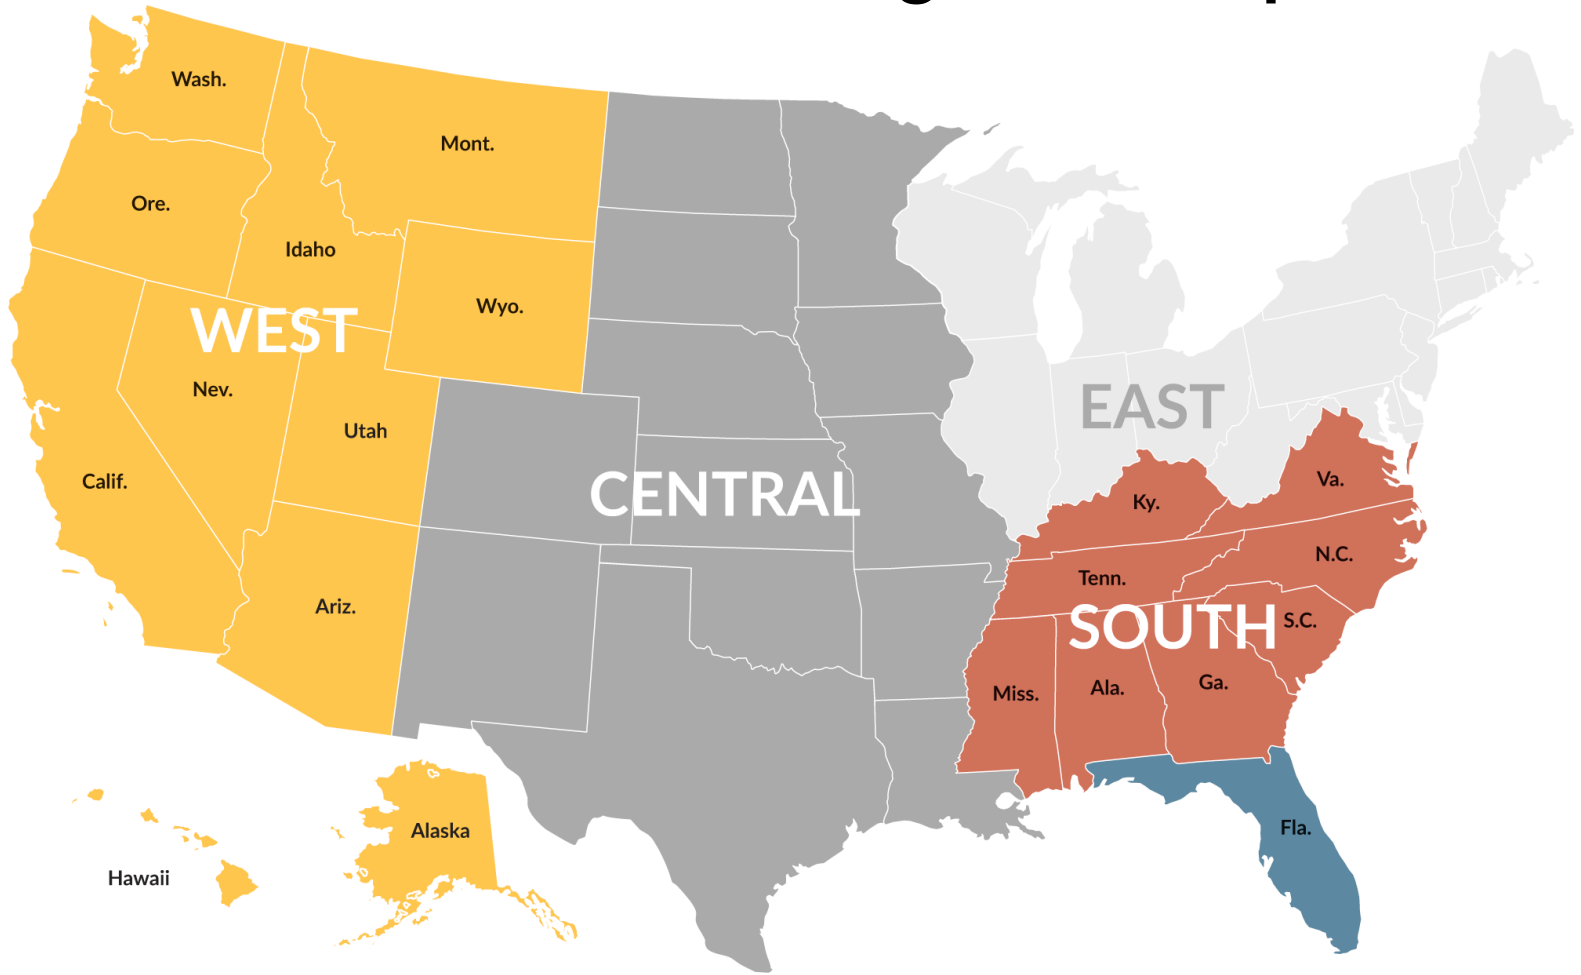 Wash.
Mont.
Ore.
Idaho
Wyo.
WEST
Nev.
Utah
EAST
Calif.
CENTRAL
Va.
Ky.
N.C.
Tenn.
Ariz.
SOUTH
S.C.
Miss.
Ala.
Ga.
Alaska
Fla.
Hawaii